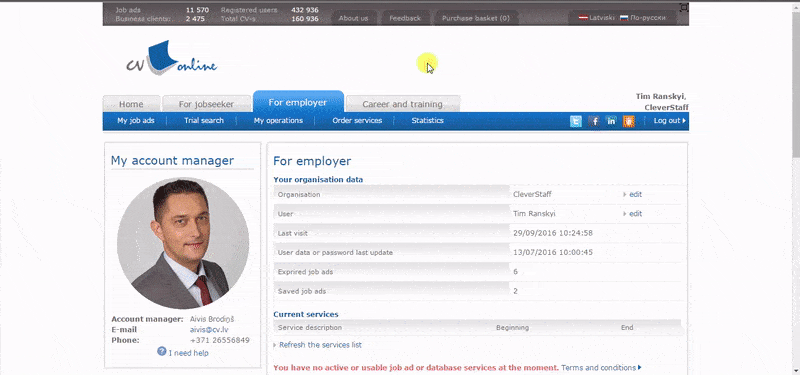 Job ads 11 570 Registered users 432 936
Business clients: 2 475 Total CV-s 160 936
About us Feedback Purchase basket (0) Latviski По-русски
cv online
Home For jobseeker For employer Career and training
Tim Ranskyi,
CleverStaff
My job ads Trial search My operations Order services Statistics Log out
My account manager
Account manager: Aivis Brodiņš
E-mail aivis@cv.lv
Phone: +371 26556849
I need help
For employer
Your organisation data
Organisation CleverStaff edit
User Tim Ranskyi edit
Last visit 29/09/2016 10:24:58
User data or password last update 13/07/2016 10:00:45
Exprired job ads 6
Saved job ads 2
Current services
Service description Beginning End
Refresh the services list
You have no active or usable job ad or database services at the moment. Terms and conditions